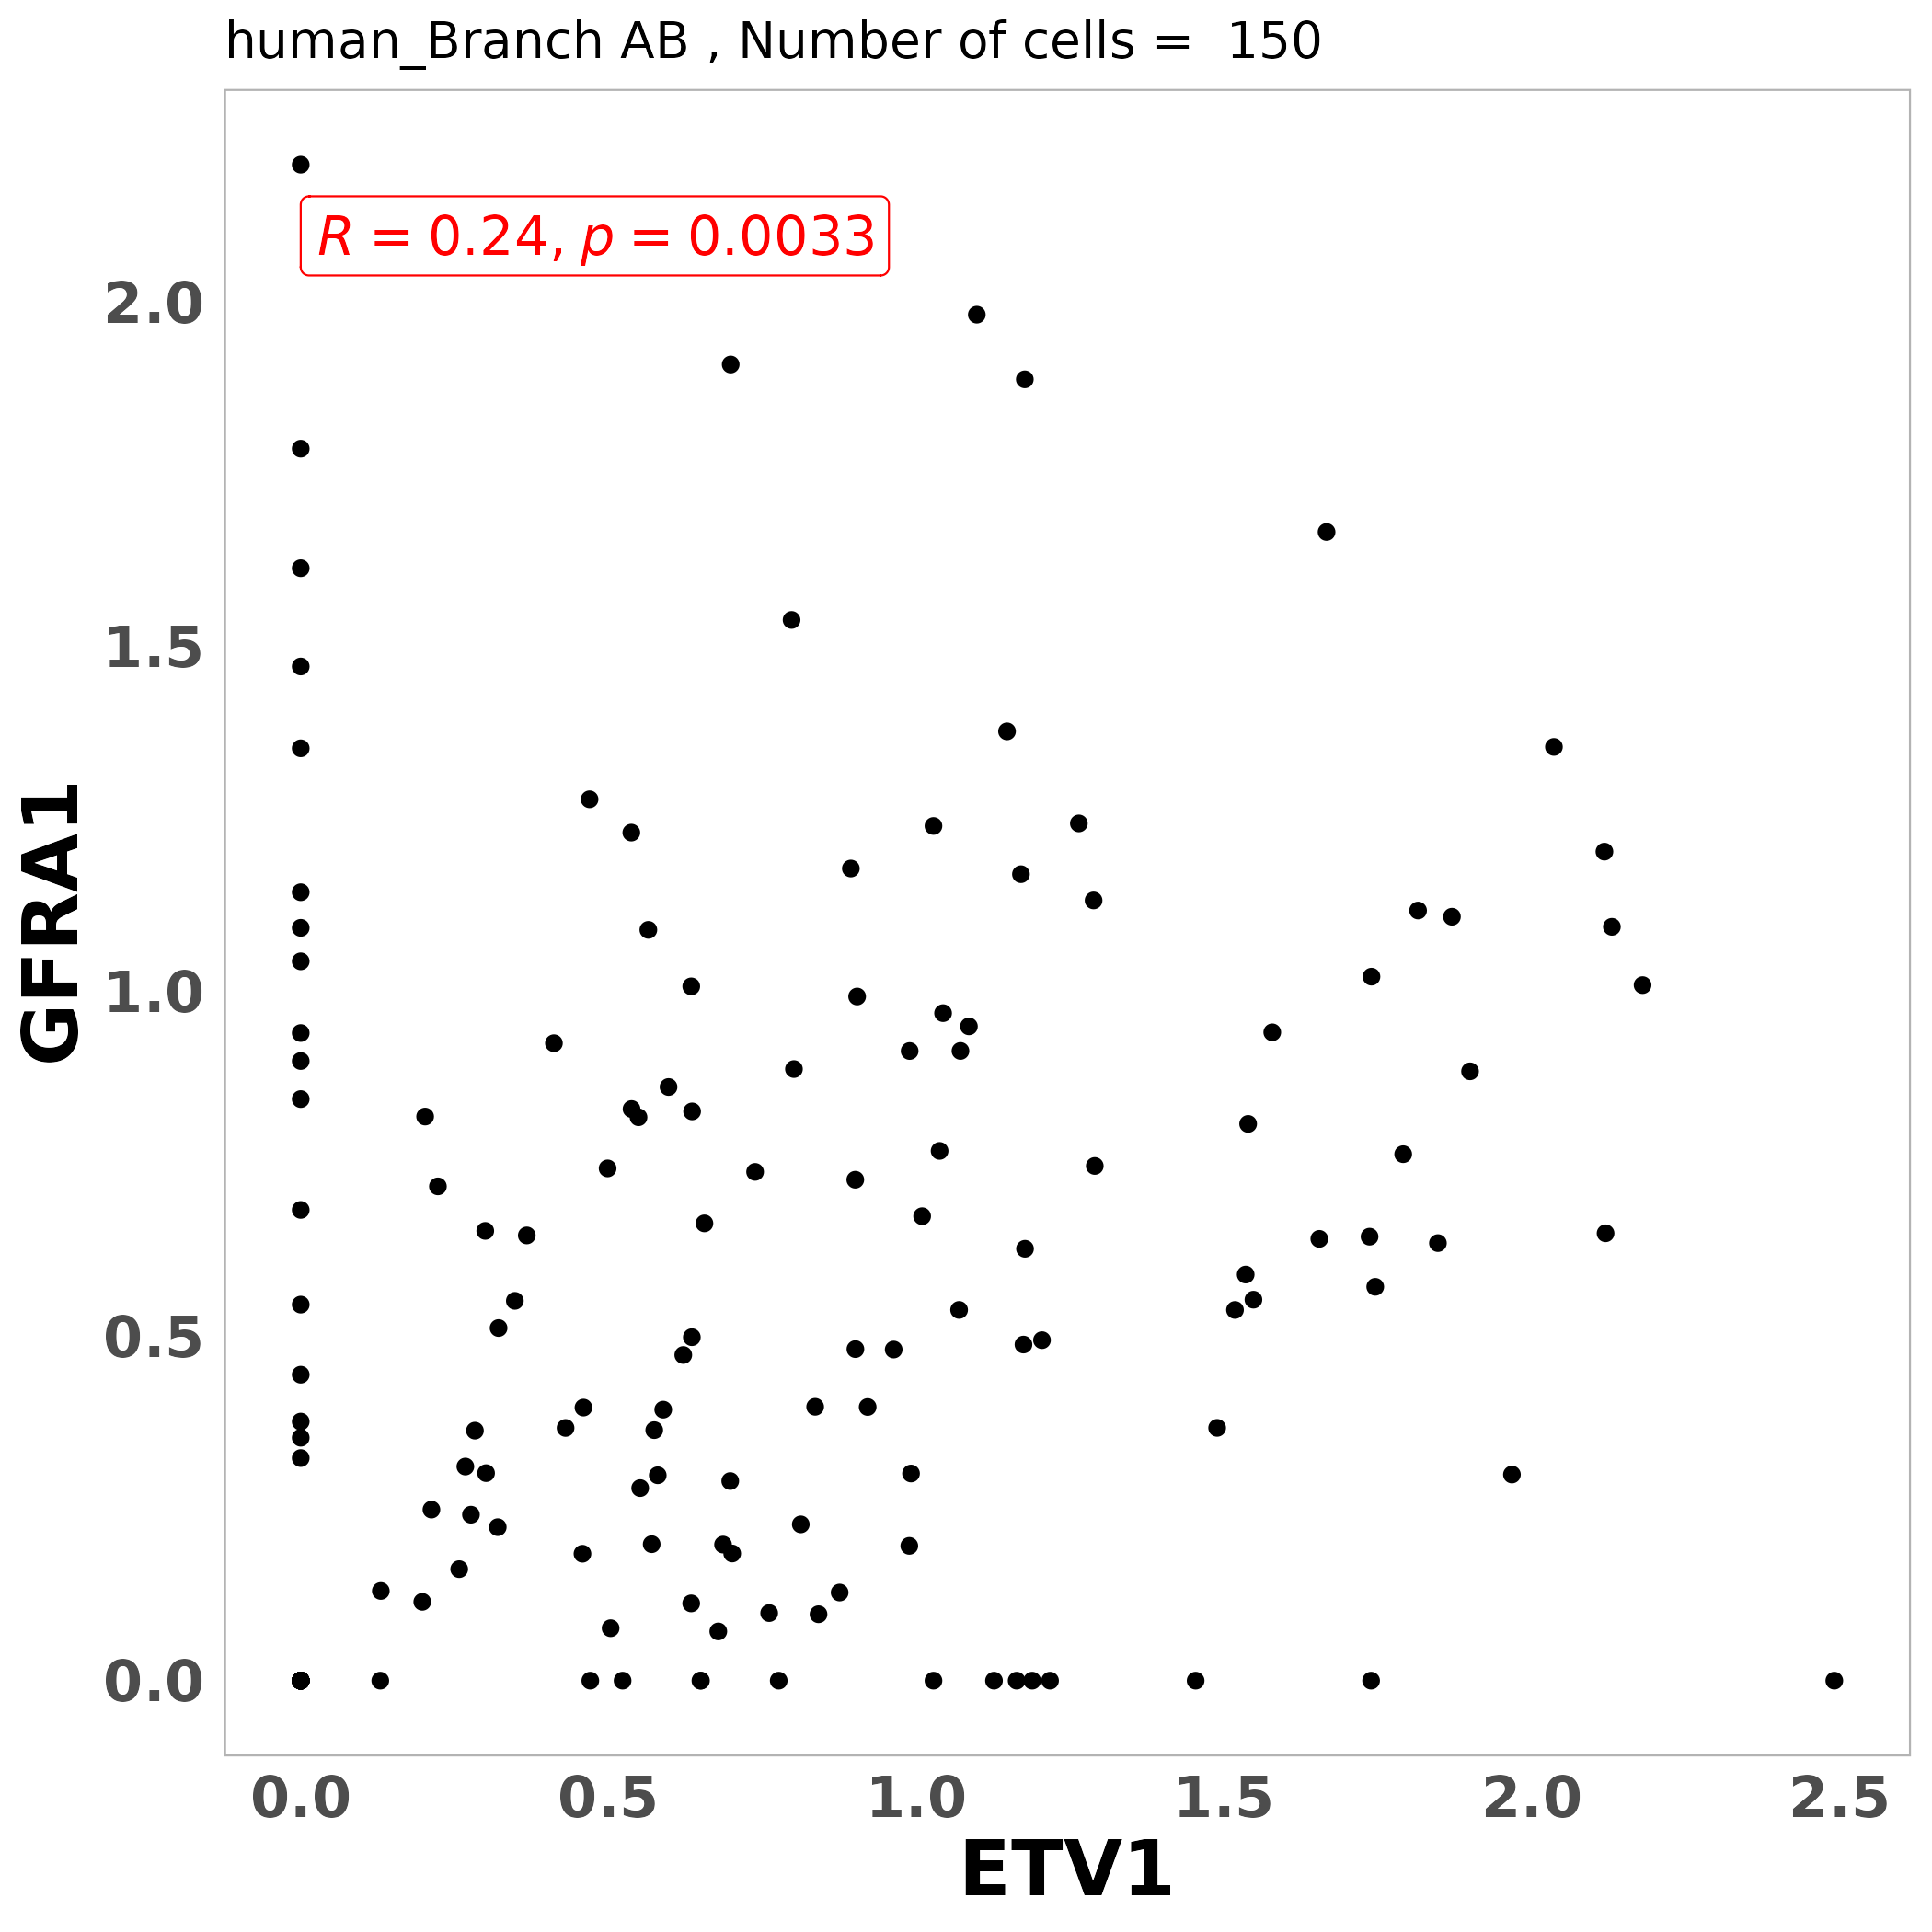 human_Branch AB , Number of cells =  150
R = 0.24, p = 0.0033
2.0
1.5
1.0
0.5
0.0
GFRA1
0.0 0.5 1.0 1.5 2.0 2.5
ETV1